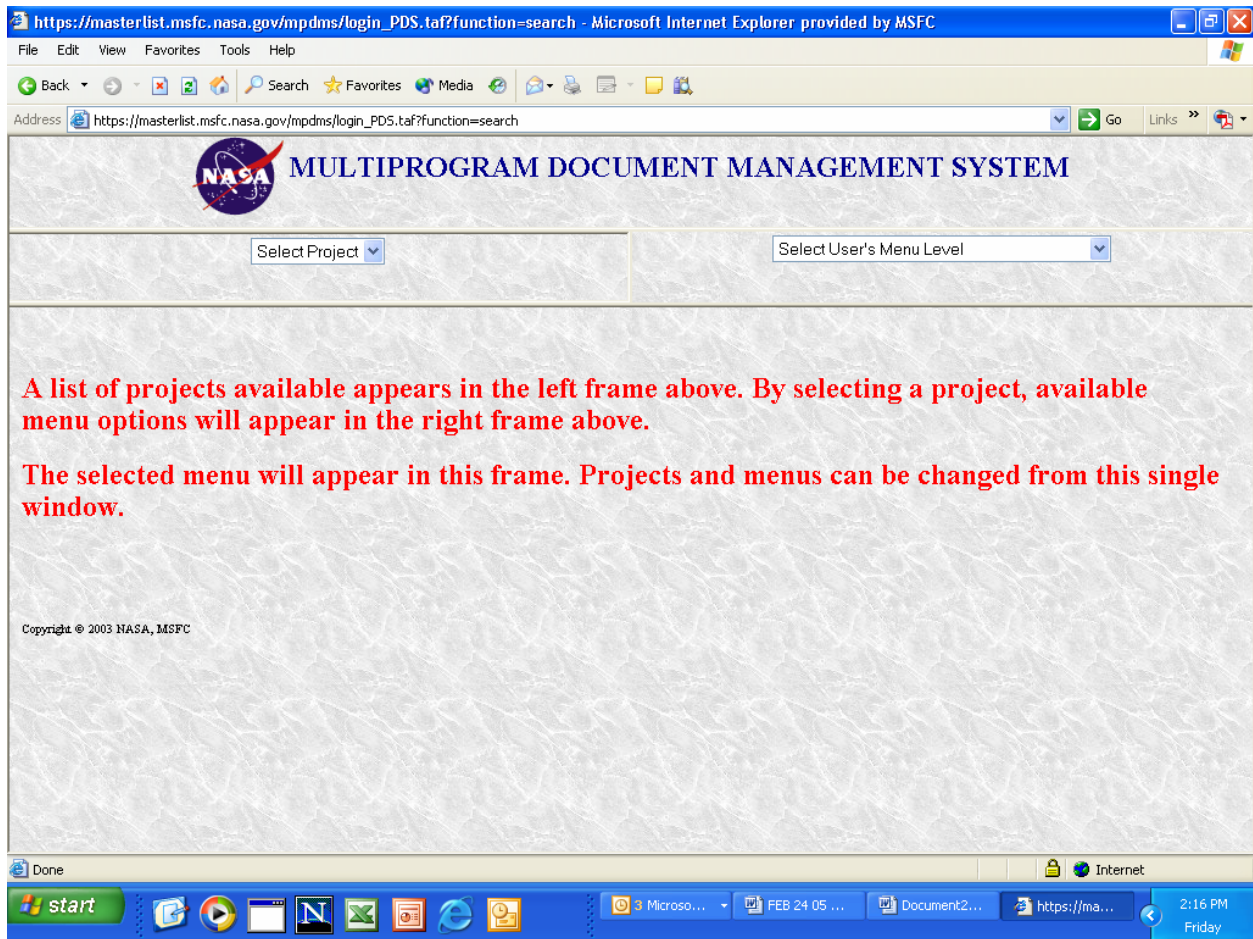 https://masterlist.msfc.nasa.gov/mpdms/login_PDS.taf?function=search - Microsoft Internet Explorer provided by MSFC
File Edit View Favorites Tools Help
Back Search Favorites Media
Address https://masterlist.msfc.nasa.gov/mpdms/login_PDS.taf?function=search Go Links »
NASA MULTIPROGRAM DOCUMENT MANAGEMENT SYSTEM
Select Project Select User's Menu Level
A list of projects available appears in the left frame above. By selecting a project, available
menu options will appear in the right frame above.
The selected menu will appear in this frame. Projects and menus can be changed from this single
window.
Copyright © 2003 NASA, MSFC
Done Internet
start N 3 Microso... FEB 24 05 ... Document2... https://ma... 2:16 PM
Friday